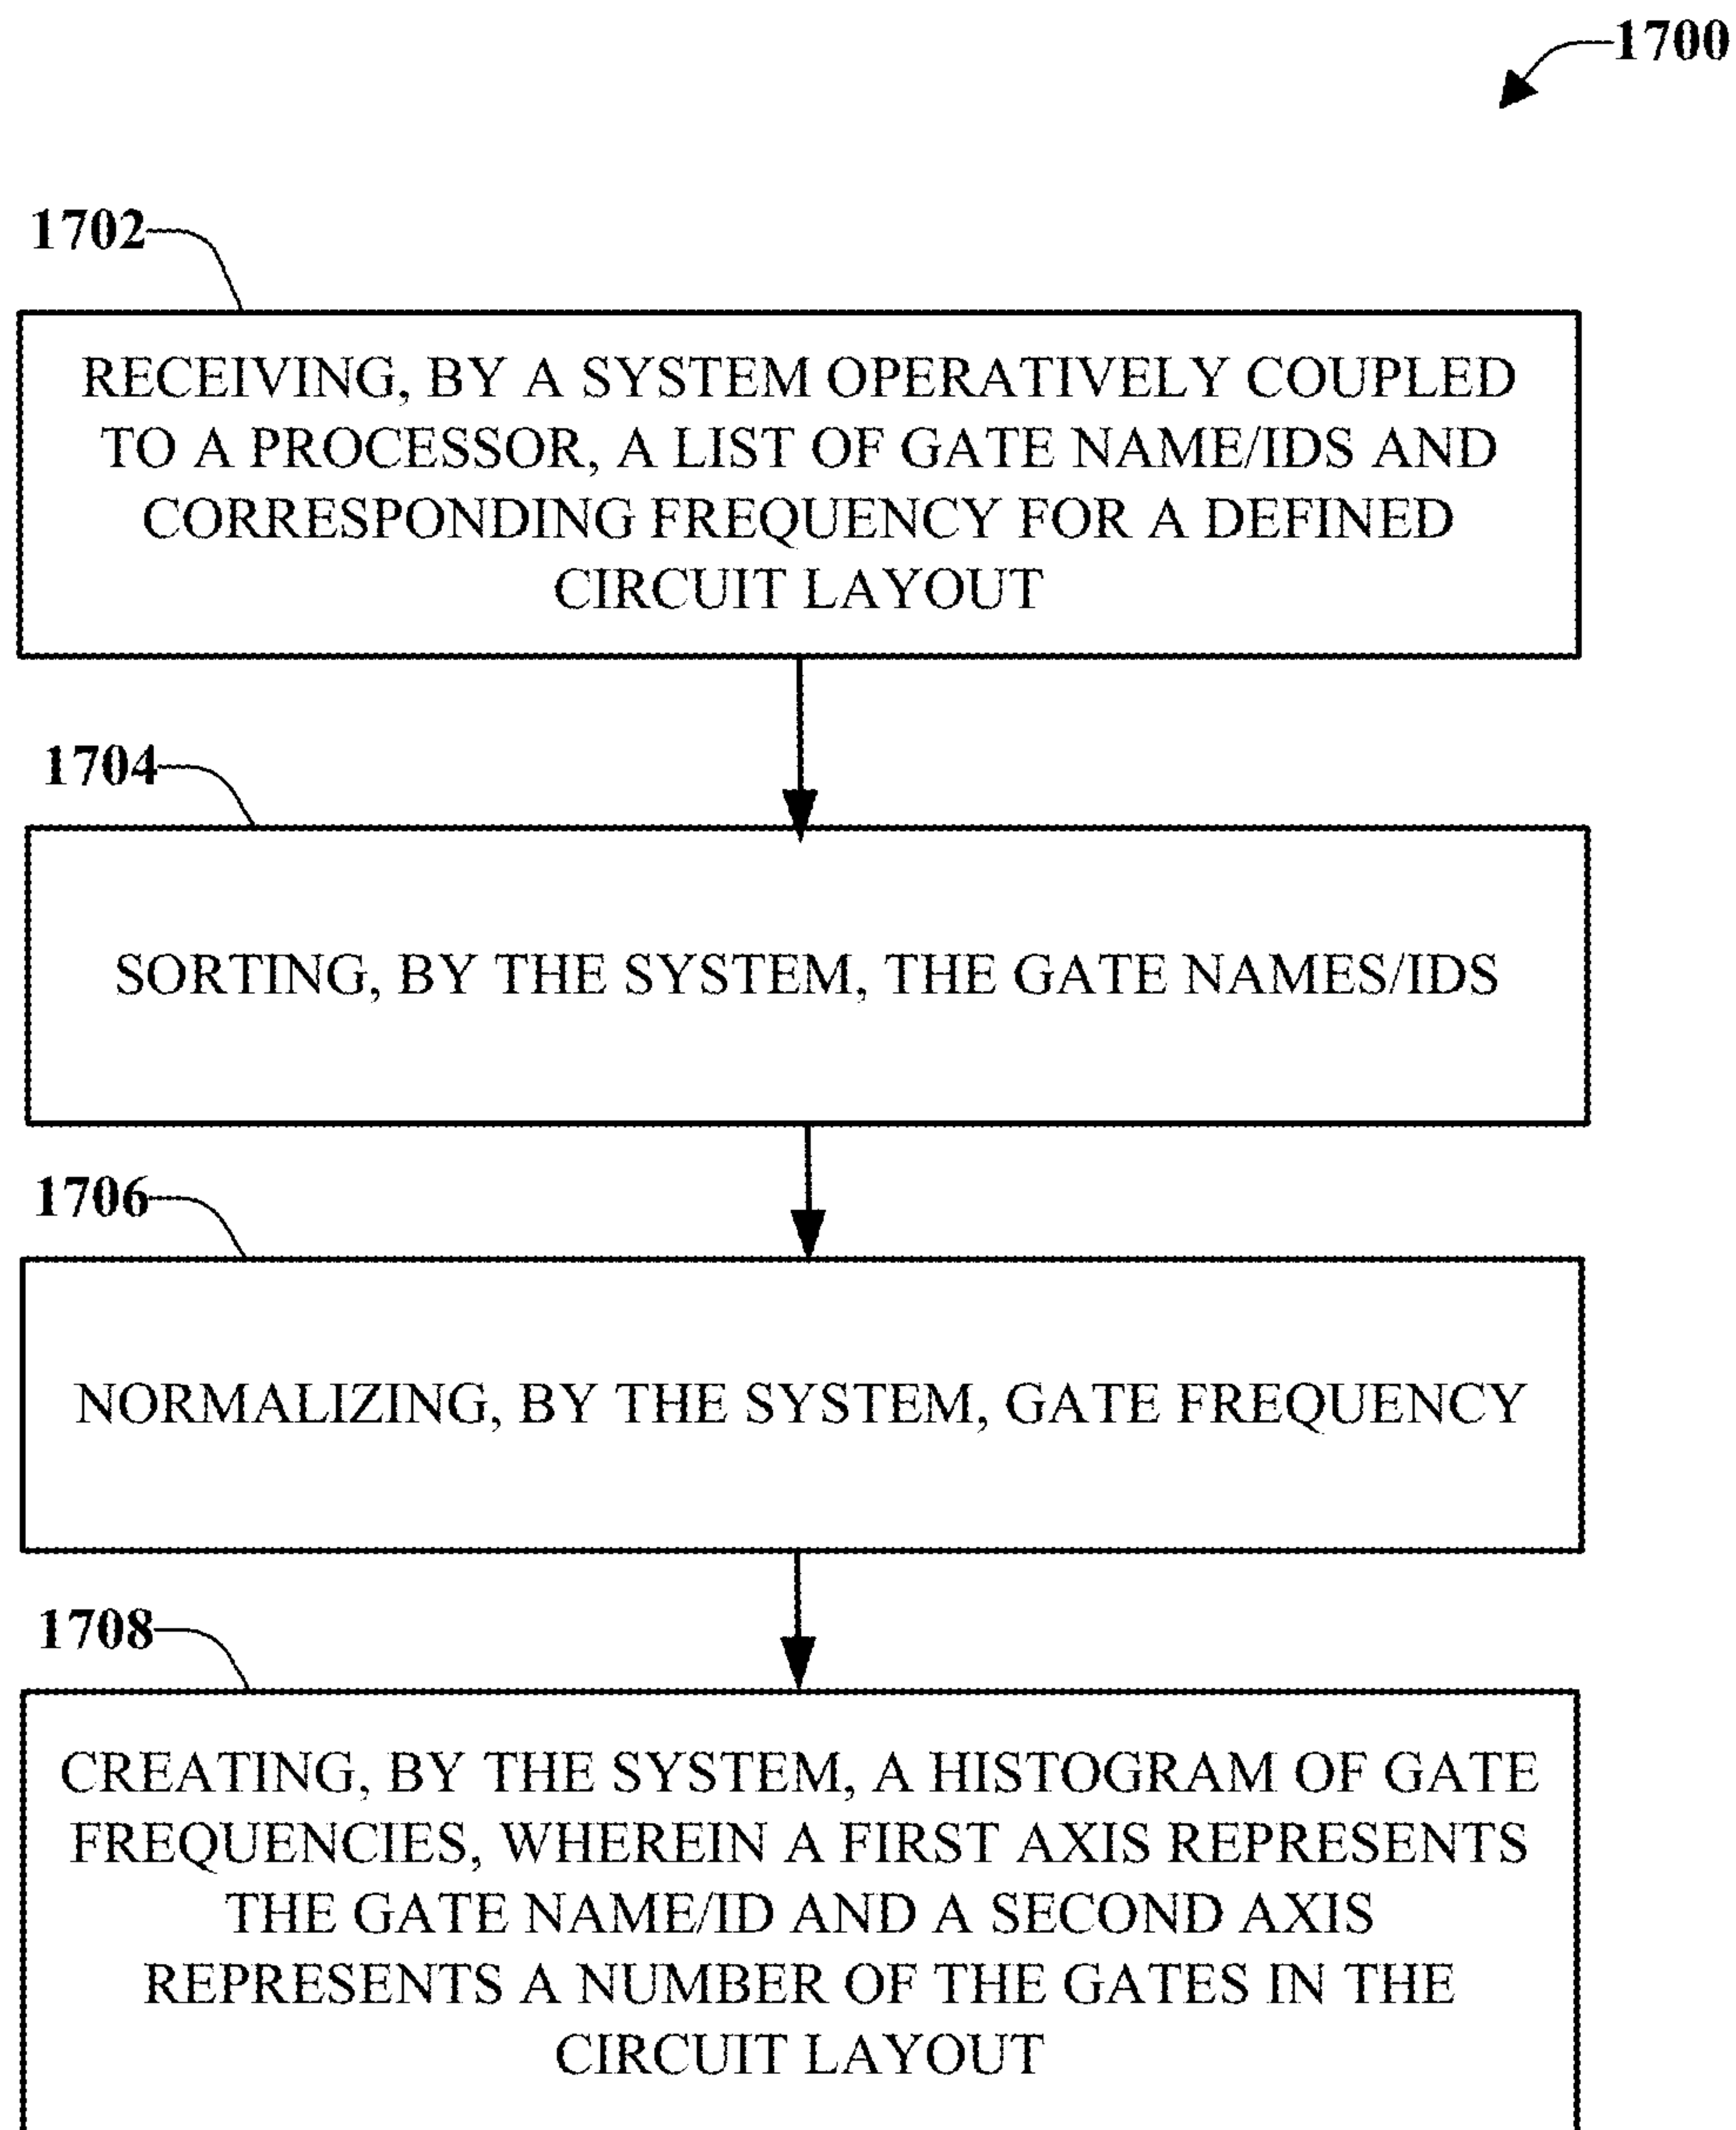 1700
1702
RECEIVING, BY A SYSTEM OPERATIVELY COUPLED
TO A PROCESSOR, A LIST OF GATE NAME/IDS AND
CORRESPONDING FREQUENCY FOR A DEFINED
CIRCUIT LAYOUT
1704
SORTING, BY THE SYSTEM, THE GATE NAMES/IDS
1706
NORMALIZING, BY THE SYSTEM, GATE FREQUENCY
1708
CREATING, BY THE SYSTEM, A HISTOGRAM OF GATE
FREQUENCIES, WHEREIN A FIRST AXIS REPRESENTS
THE GATE NAME/ID AND A SECOND AXIS
REPRESENTS A NUMBER OF THE GATES IN THE
CIRCUIT LAYOUT